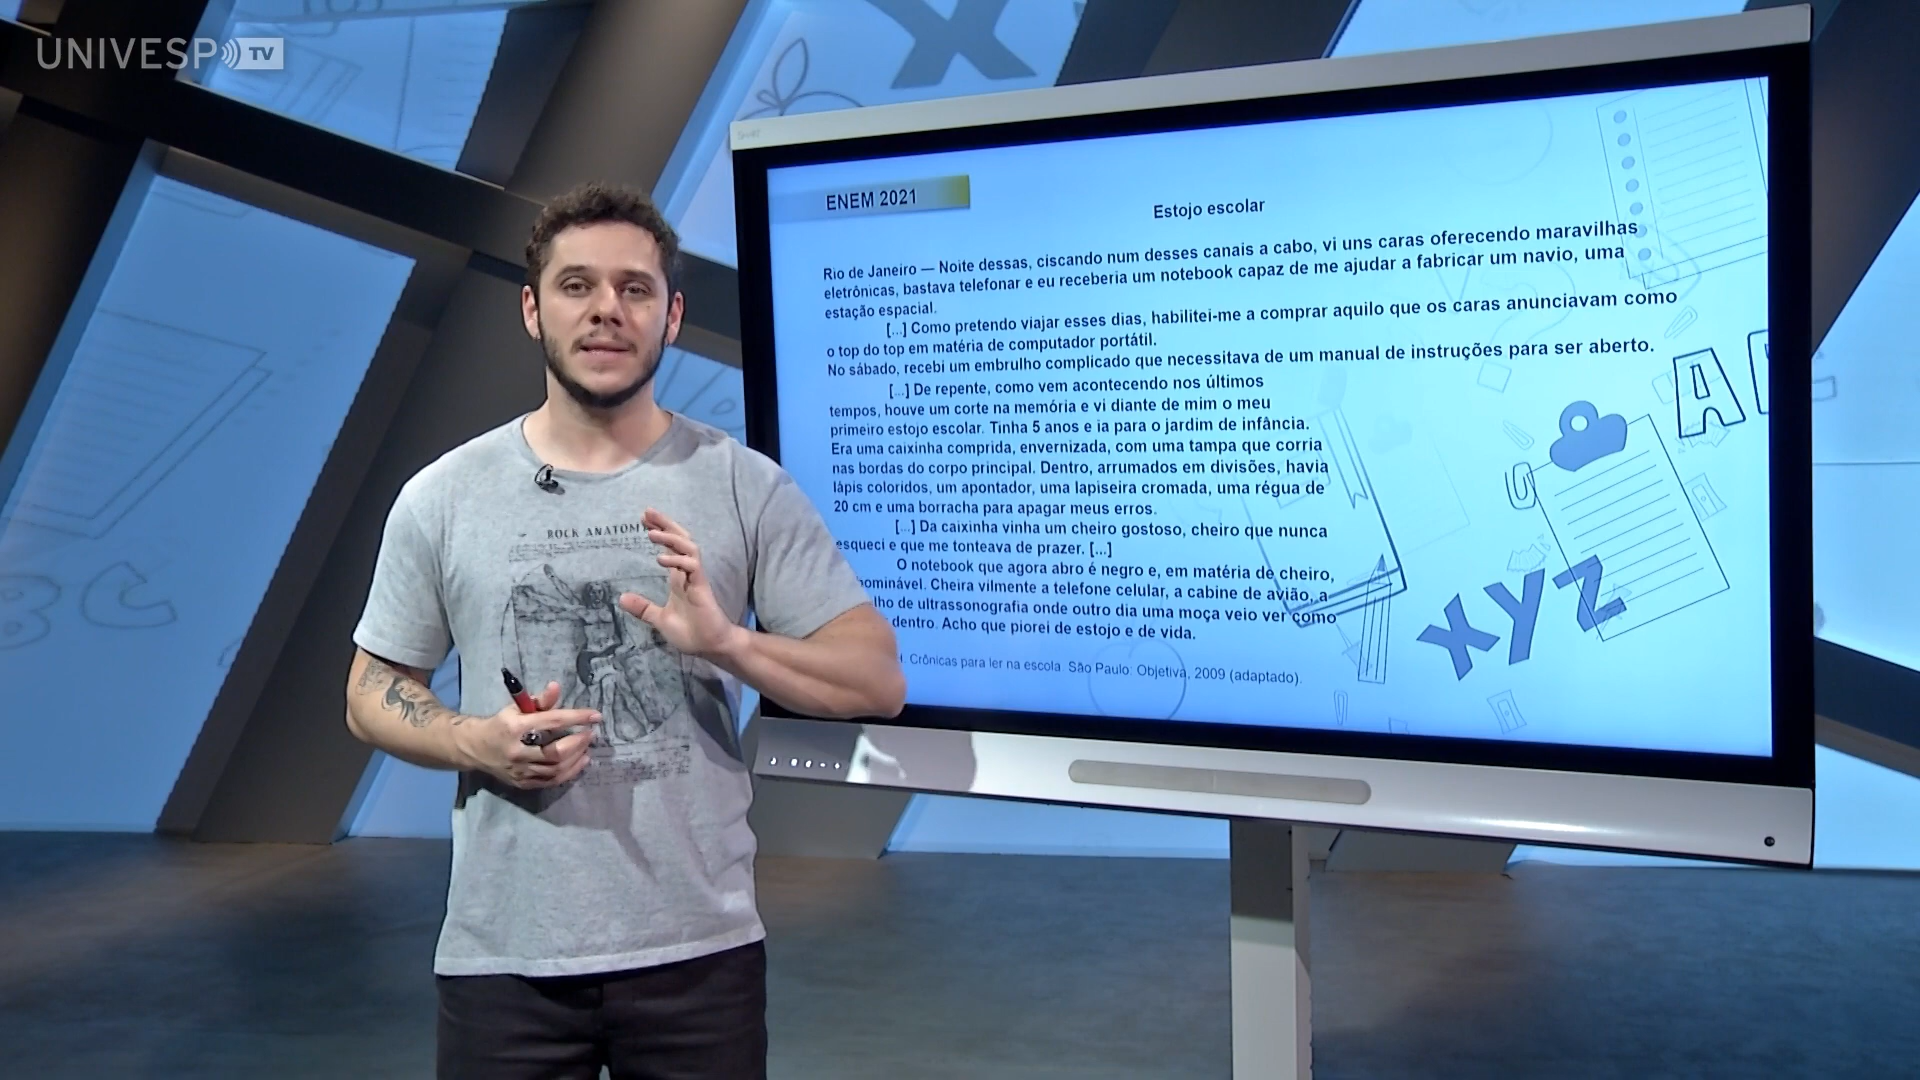 UNIVESP TV
ENEM 2021
Estojo escolar
Rio de Janeiro — Noite dessas, ciscando num desses canais a cabo, vi uns caras oferecendo maravilhas
eletrônicas, bastava telefonar e eu receberia um notebook capaz de me ajudar a fabricar um navio, uma
estação espacial.
[...] Como pretendo viajar esses dias, habilitei-me a comprar aquilo que os caras anunciavam como
o top do top em matéria de computador portátil.
No sábado, recebi um embrulho complicado que necessitava de um manual de instruções para ser aberto.
[...] De repente, como vem acontecendo nos últimos
tempos, houve um corte na memória e vi diante de mim o meu
primeiro estojo escolar. Tinha 5 anos e ia para o jardim de infância.
Era uma caixinha comprida, envernizada, com uma tampa que corria
nas bordas do corpo principal. Dentro, arrumados em divisões, havia
lápis coloridos, um apontador, uma lapiseira cromada, uma régua de
20 cm e uma borracha para apagar meus erros.
[...] Da caixinha vinha um cheiro gostoso, cheiro que nunca
esqueci e que me tonteava de prazer. [...]
O notebook que agora abro é negro e, em matéria de cheiro,
ominável. Cheira vilmente a telefone celular, a cabine de avião, a
lho de ultrassonografia onde outro dia uma moça veio ver como
dentro. Acho que piorei de estojo e de vida.
Crônicas para ler na escola. São Paulo: Objetiva, 2009 (adaptado).
A
xyz
ROCK ANATOM
BC